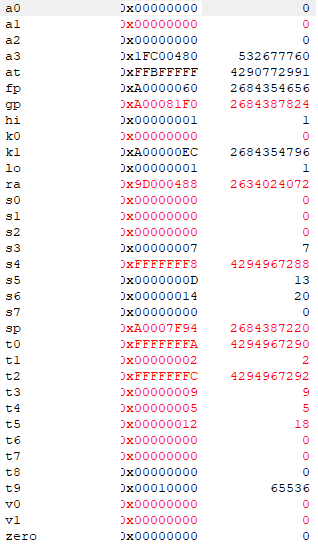 a0 0x00000000 0
a1 0x00000000 0
a2 0x00000000 0
a3 0x1FC00480 532677760
at 0xFFBFFFFF 4290772991
fp 0xA0000060 2684354656
gp 0xA00081F0 2684387824
hi 0x00000001 1
k0 0x00000000 0
k1 0xA00000EC 2684354796
lo 0x00000001 1
ra 0x9D000488 2634024072
s0 0x00000000 0
s1 0x00000000 0
s2 0x00000000 0
s3 0x00000007 7
s4 0xFFFFFFF8 4294967288
s5 0x0000000D 13
s6 0x00000014 20
s7 0x00000000 0
sp 0xA0007F94 2684387220
t0 0xFFFFFFFA 4294967290
t1 0x00000002 2
t2 0xFFFFFFFC 4294967292
t3 0x00000009 9
t4 0x00000005 5
t5 0x00000012 18
t6 0x00000000 0
t7 0x00000000 0
t8 0x00000000 0
t9 0x00010000 65536
v0 0x00000000 0
v1 0x00000000 0
zero 0x00000000 0